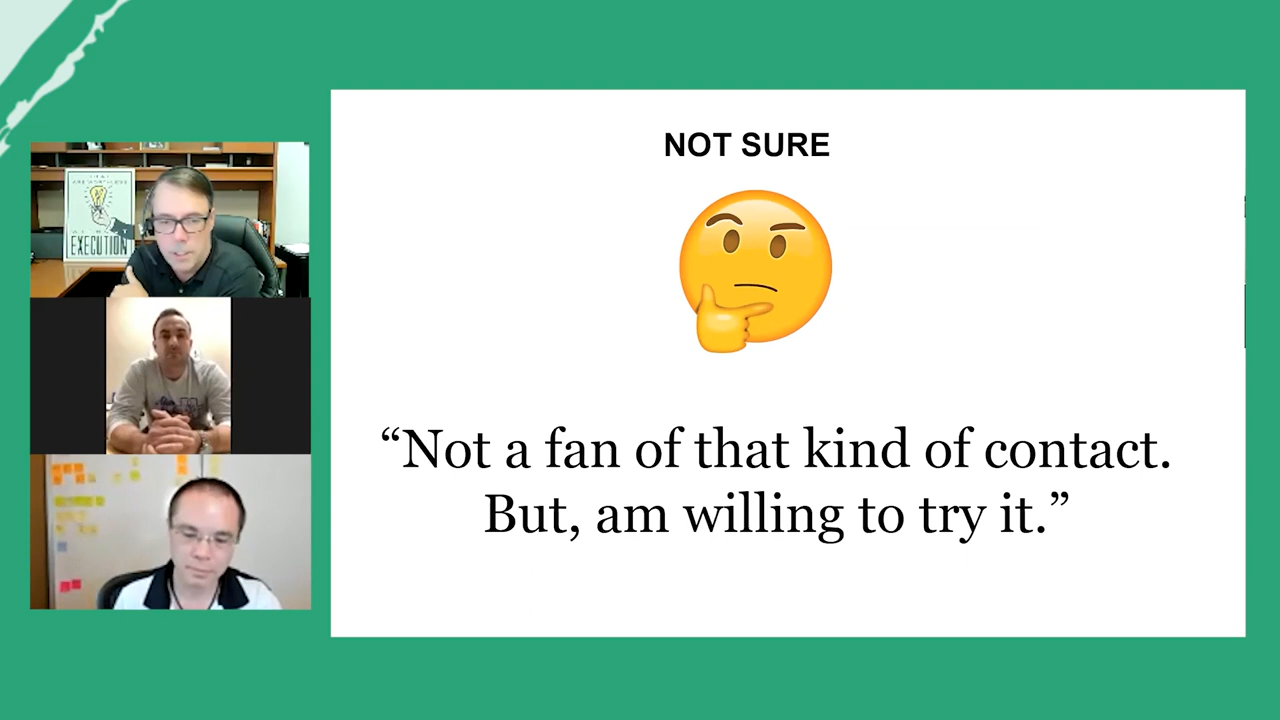 NOT SURE
“Not a fan of that kind of contact.
But, am willing to try it.”
EXECUTION